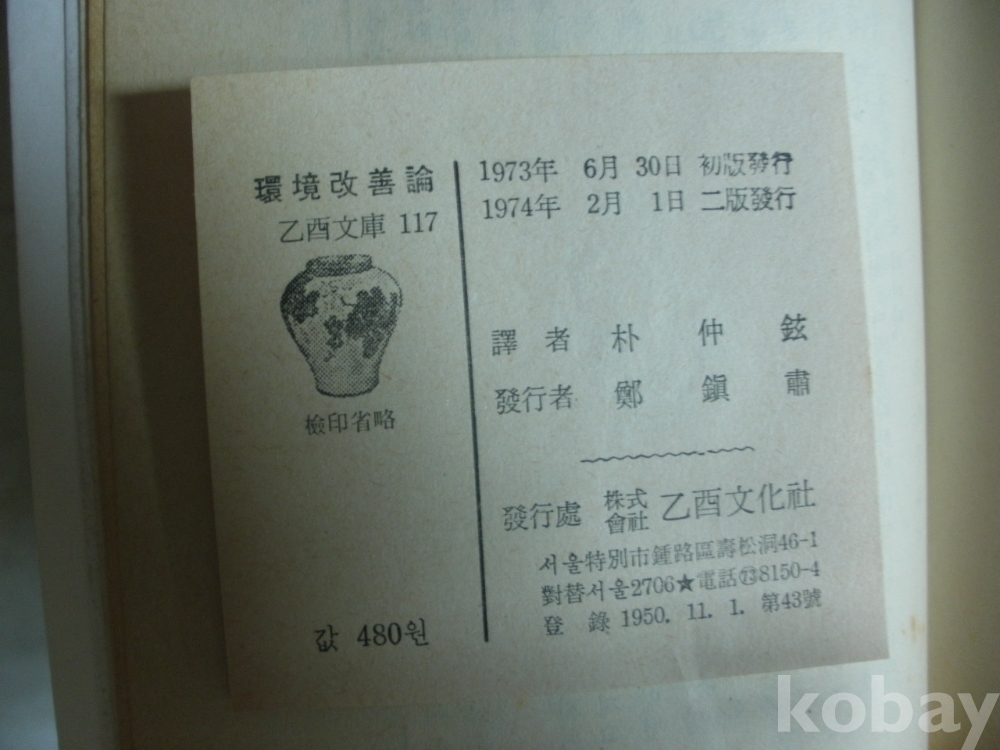 環境改善論
乙酉文庫 117
檢印省略
값 480원
1973年 6月 30日 初版發行
1974年 2月 1日 二版發行
譯者 朴仲鉉
發行者 鄭鎭肅
發行處 株式會社 乙酉文化社
서울特別市鍾路區壽松洞46-1
對替서울2706★電話73 8150-4
登錄 1950. 11. 1. 第43號
kobay